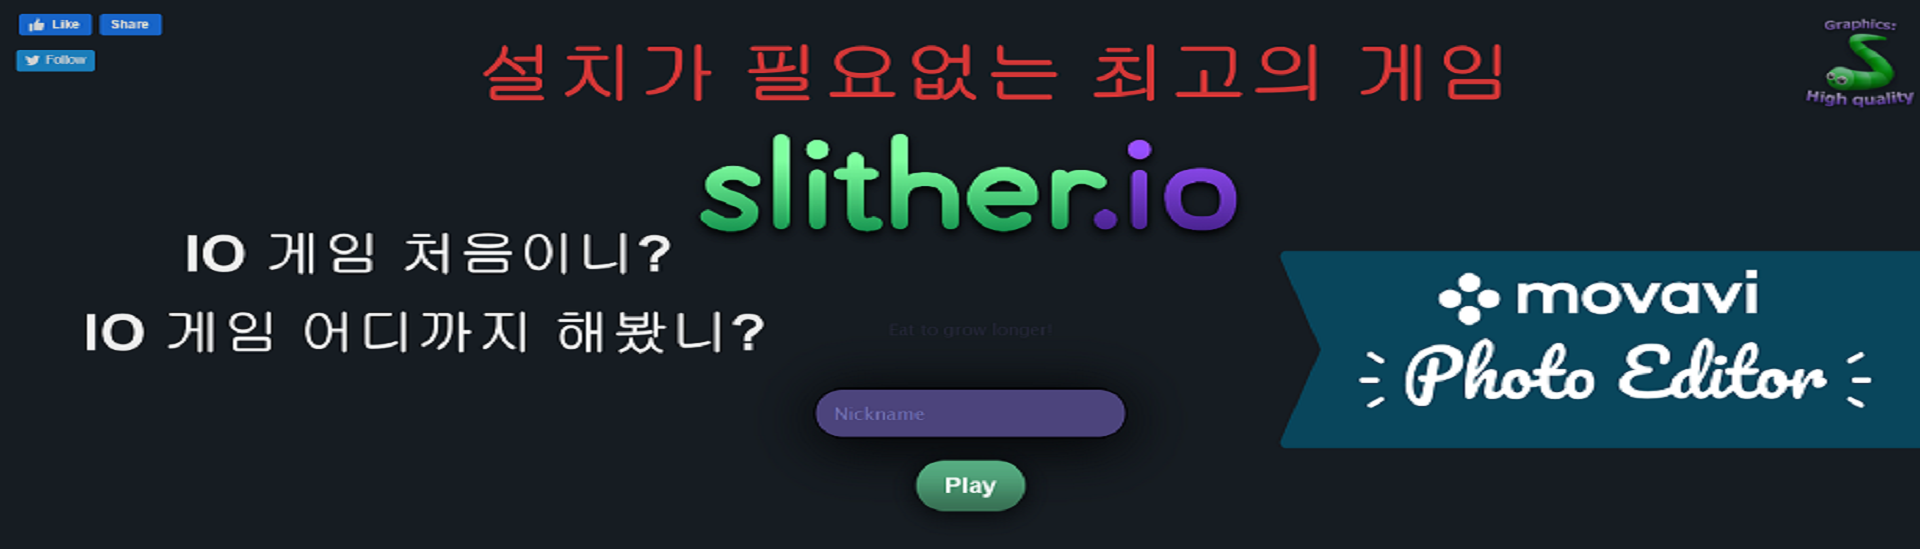 Like Share
Follow
설치가 필요없는 최고의 게임
Graphics:
High quality
slither.io
IO 게임 처음이니?
IO 게임 어디까지 해봤니?
Eat to grow longer!
movavi
Photo Editor
Nickname
Play